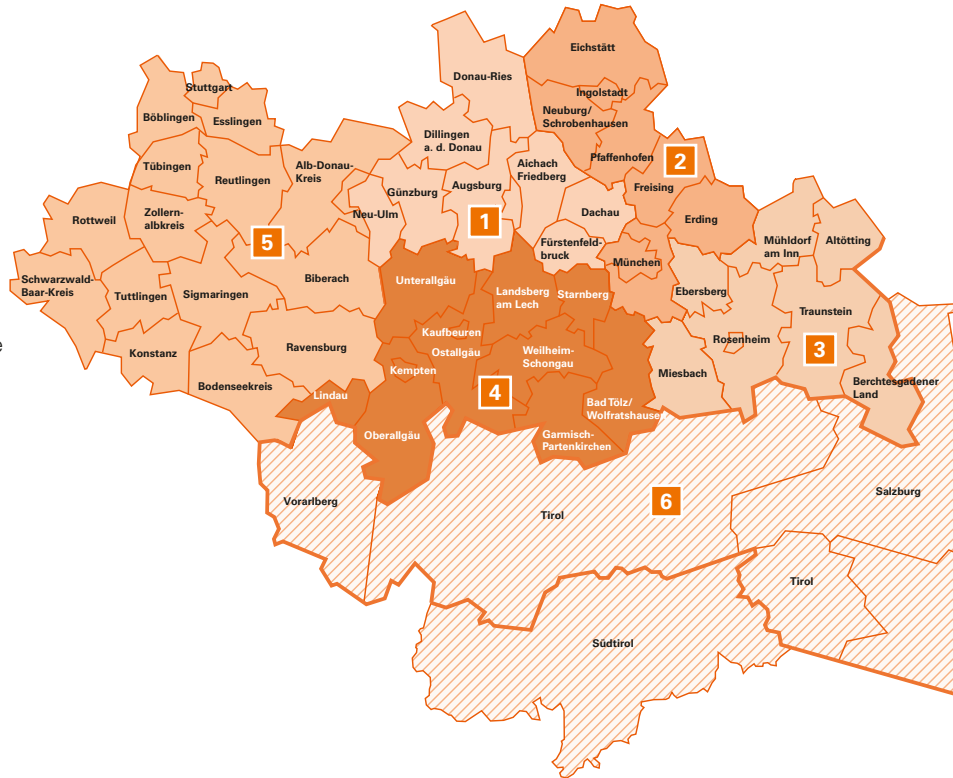 Eichstätt
Donau-Ries
Stuttgart
Ingolstadt
Böblingen
Esslingen
Neuburg/
Schrobenhausen
Dillingen
a. d. Donau
Pfaffenhofen
2
Tübingen
Alb-Donau-
Kreis
Aichach
Friedberg
Reutlingen
Günzburg
Augsburg
Freising
Rottweil
Zollern-
albkreis
Neu-Ulm
1
Dachau
Erding
5
Fürstenfeld-
bruck
Mühldorf
am Inn
Altötting
München
Schwarzwald-
Baar-Kreis
Tuttlingen
Sigmaringen
Biberach
Unterallgäu
Landsberg
am Lech
Starnberg
Ebersberg
Traunstein
e
Konstanz
Ravensburg
Kaufbeuren
Ostallgäu
Weilheim-
Schongau
Rosenheim
3
Kempten
Miesbach
Bodenseekreis
Lindau
4
Bad Tölz/
Wolfratshausen
Berchtesgadener
Land
Oberallgäu
Garmisch-
Partenkirchen
Vorarlberg
Tirol
6
Salzburg
Tirol
Südtirol